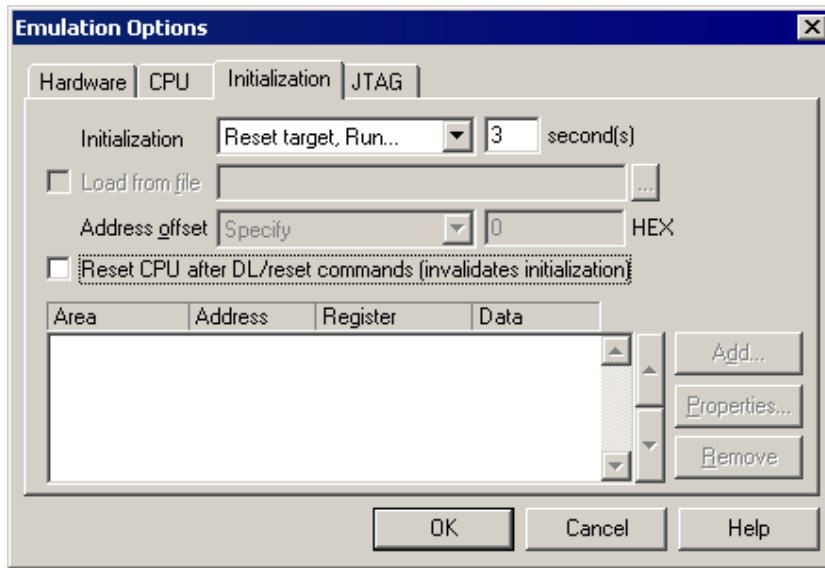 Emulation Options
Hardware CPU Initialization JTAG
Initialization Reset target, Run... 3 second(s)
Load from file ...
Address offset Specify 0 HEX
Reset CPU after DL/reset commands (invalidates initialization)
Area Address Register Data
Add...
Properties...
Remove
OK Cancel Help